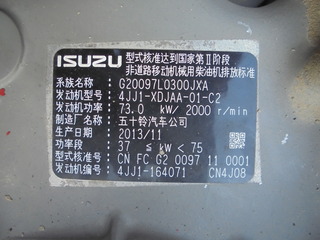 ISUZU
型式核准达到国家第Ⅱ阶段
非道路移动机械用柴油机排放标准
系族名称: G20097L0300JXA
发动机型号: 4JJ1-XDJAA-01-C2
功率/转速: 73.0 kW/ 2000 r/min
制造厂名: 五十铃汽车公司
生产日期: 2013/11
功率段: 37 ≤ kW < 75
型式核准号: CN FC G2 0097 11 0001
发动机编号: 4JJ1-164071 CN4J08